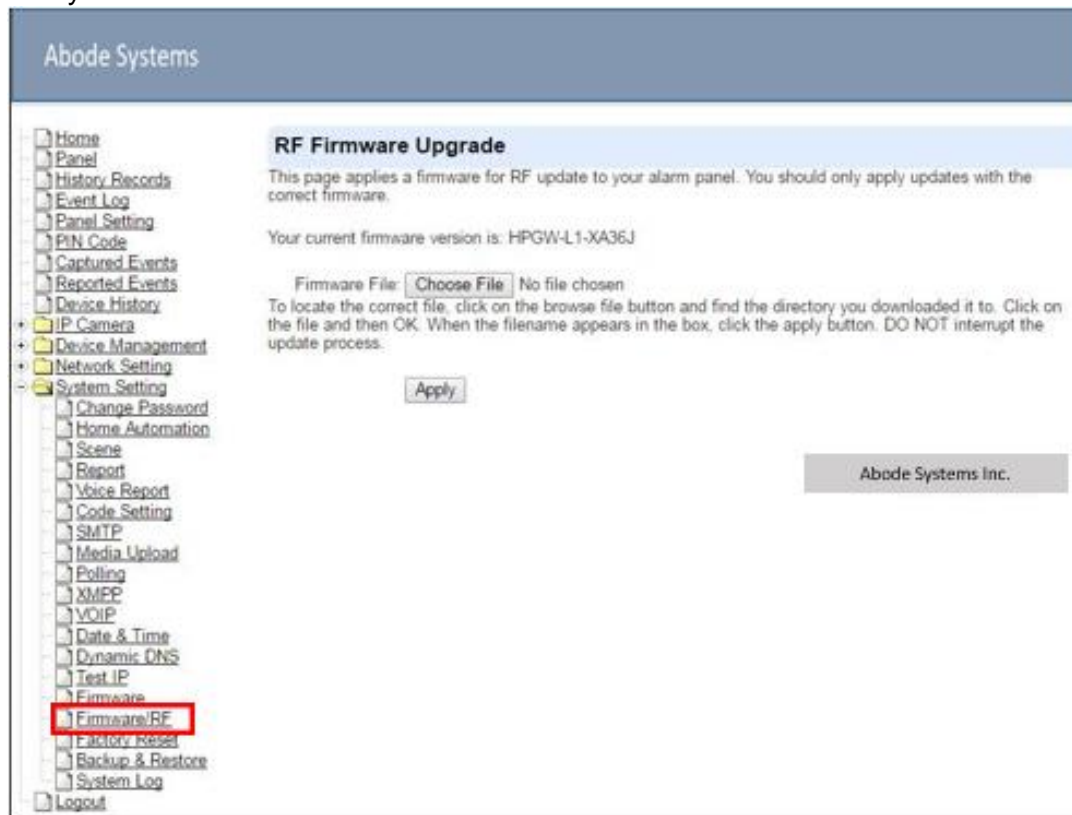 Abode Systems
Home
Panel
History Records
Event Log
Panel Setting
PIN Code
Captured Events
Reported Events
Device History
IP Camera
Device Management
Network Setting
System Setting
Change Password
Home Automation
Scene
Report
Voice Report
Code Setting
SMTP
Media Upload
Polling
XMPP
VOIP
Date & Time
Dynamic DNS
Test IP
Firmware
Firmware/RF
Factory Reset
Backup & Restore
System Log
Logout
RF Firmware Upgrade
This page applies a firmware for RF update to your alarm panel. You should only apply updates with the
correct firmware.
Your current firmware version is: HPGW-L1-XA36J
Firmware File: Choose File No file chosen
To locate the correct file, click on the browse file button and find the directory you downloaded it to. Click on
the file and then OK. When the filename appears in the box, click the apply button. DO NOT interrupt the
update process.
Apply
Abode Systems Inc.